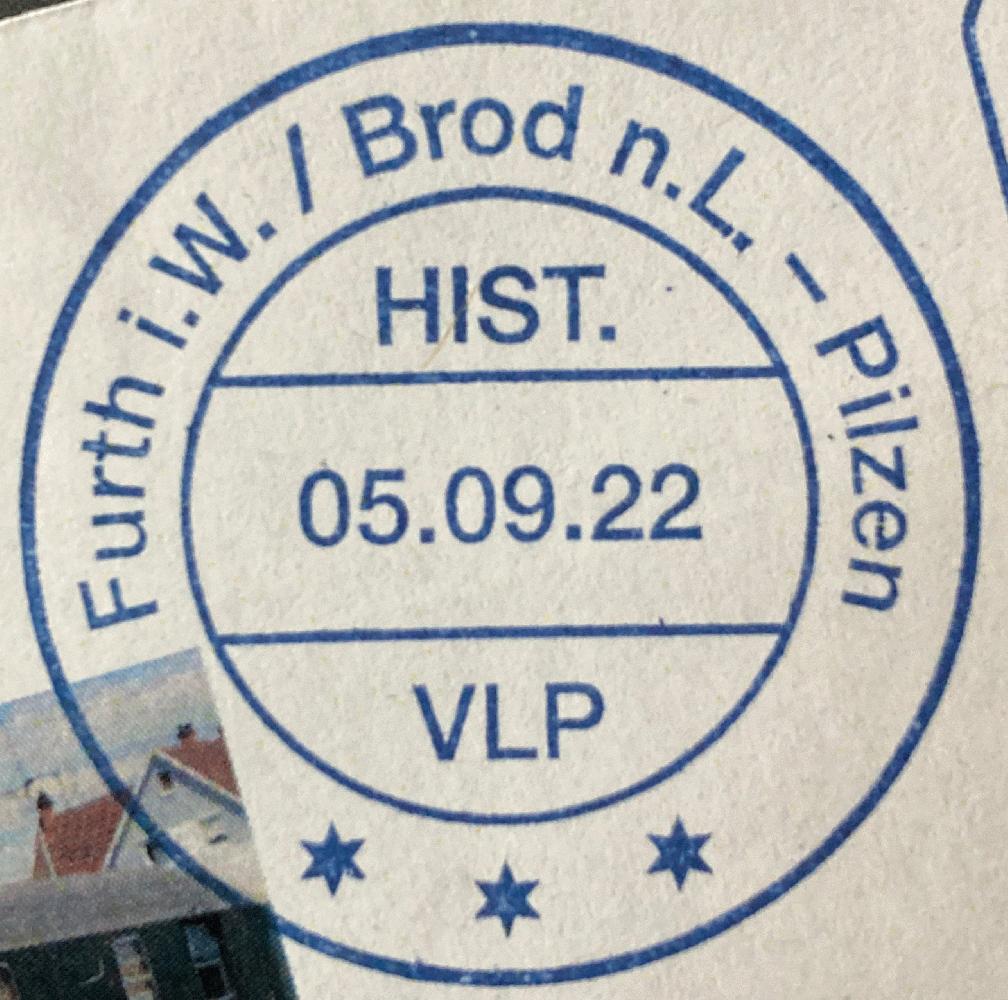 Furth i.W. / Brod n.L. - Pilzen
HIST.
05.09.22
VLP